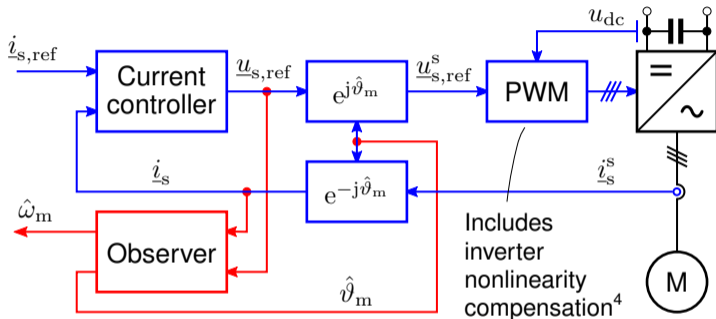 u_dc
i_s,ref
Current
controller
u_s,ref
e^jϑ̂_m
u^s_s,ref
PWM
=
~
i_s
e^−jϑ̂_m
i^s_s
ω̂_m
Observer
ϑ̂_m
Includes
inverter
nonlinearity
compensation⁴
M